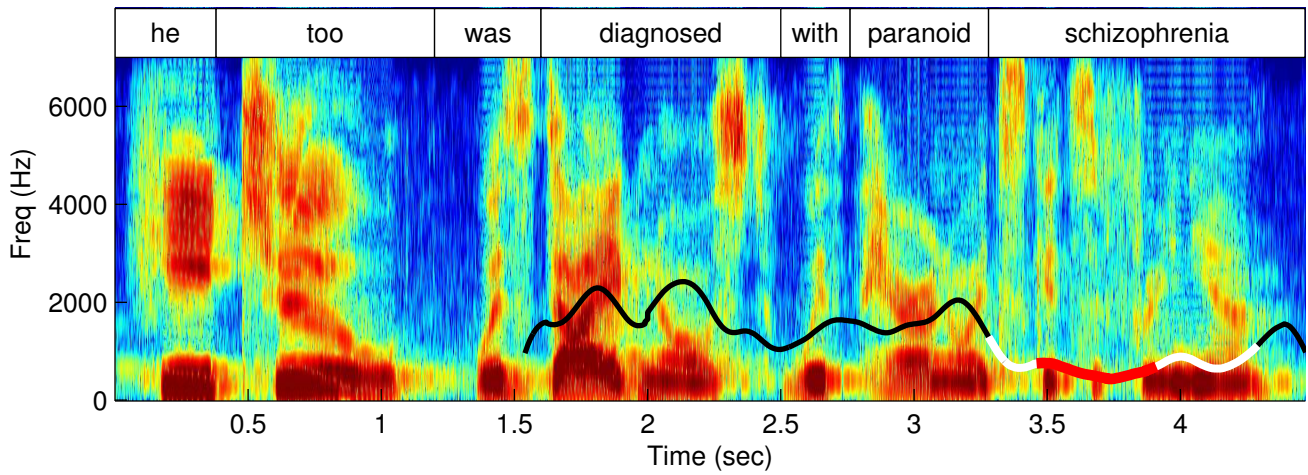 he too was diagnosed with paranoid schizophrenia
6000
4000
2000
0
Freq (Hz)
0.5 1 1.5 2 2.5 3 3.5 4
Time (sec)